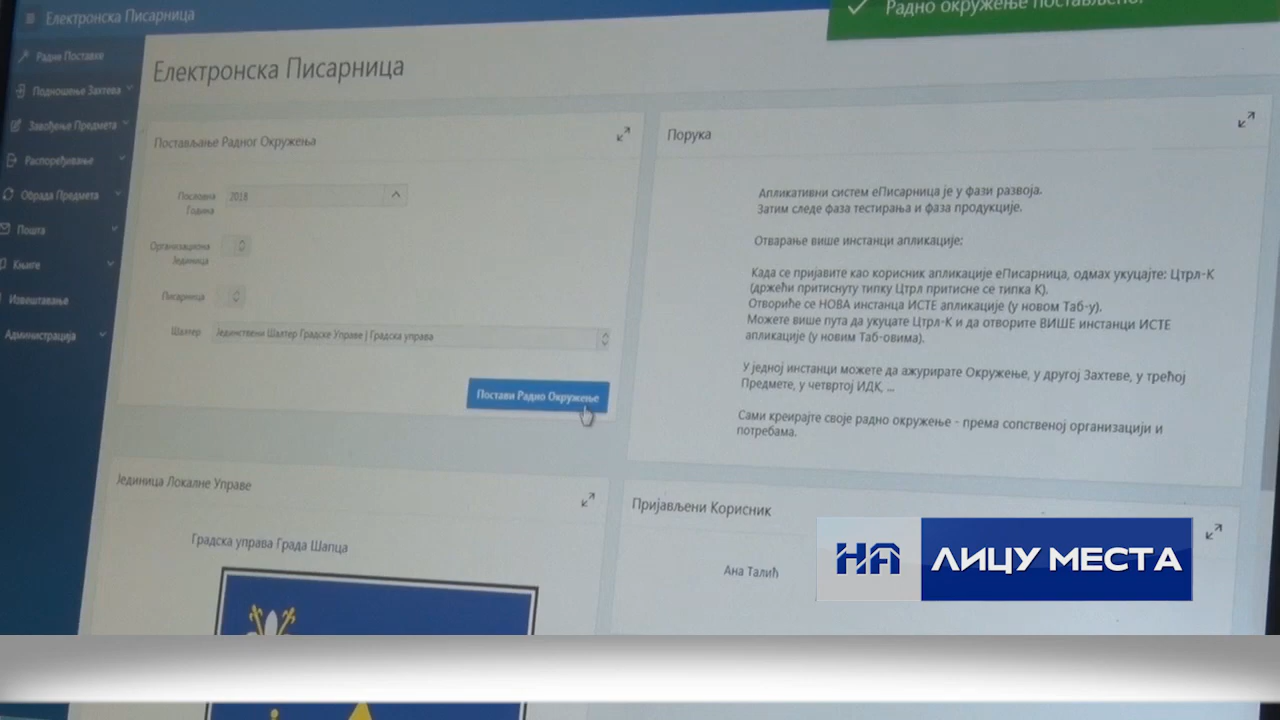 Електронска Писарница
Радно окружење постављено.
Радне Поставке
Подношење Захтева
Завођење Предмета
Распоређивање
Обрада Предмета
Пошта
Књиге
Извештавање
Администрација
Електронска Писарница
Постављање Радног Окружења
Пословна
Година
2018
Организациона
Јединица
Писарница
Шалтер
Јединствени Шалтер Градске Управе | Градска управа
Постави Радно Окружење
Порука
Апликативни систем еПисарница је у фази развоја.
Затим следе фаза тестирања и фаза продукције.
Отварање више инстанци апликације:
Када се пријавите као корисник апликације еПисарница, одмах укуцајте: Цтрл-К
(држећи притиснуту типку Цтрл притисне се типка К).
Отвориће се НОВА инстанца ИСТЕ апликације (у новом Таб-у).
Можете више пута да укуцате Цтрл-К и да отворите ВИШЕ инстанци ИСТЕ
апликације (у новим Таб-овима).
У једној инстанци можете да ажурирате Окружење, у другој Захтеве, у трећој
Предмете, у четвртој ИДК, ...
Сами креирајте своје радно окружење - према сопственој организацији и
потребама.
Јединица Локалне Управе
Градска управа Града Шапца
Пријављени Корисник
Ана Талић
НА ЛИЦУ МЕСТА